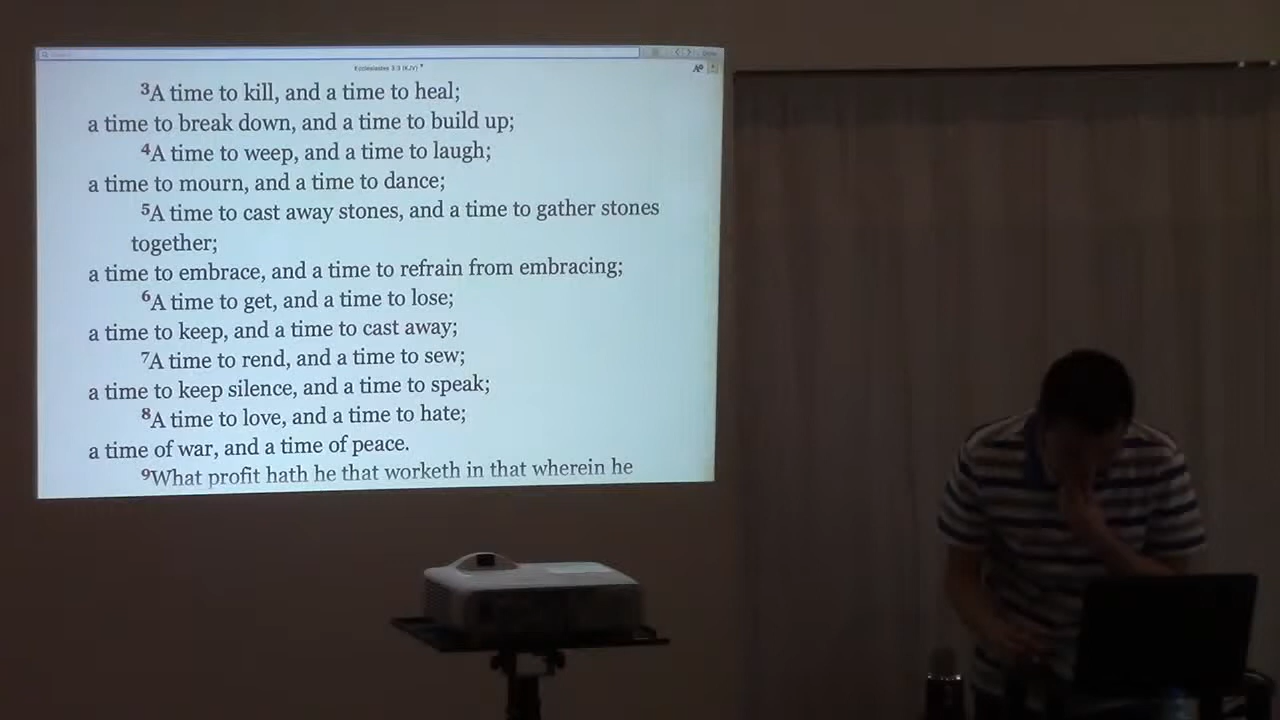 Ecclesiastes 3:3 (KJV)
³A time to kill, and a time to heal;
a time to break down, and a time to build up;
⁴A time to weep, and a time to laugh;
a time to mourn, and a time to dance;
⁵A time to cast away stones, and a time to gather stones
together;
a time to embrace, and a time to refrain from embracing;
⁶A time to get, and a time to lose;
a time to keep, and a time to cast away;
⁷A time to rend, and a time to sew;
a time to keep silence, and a time to speak;
⁸A time to love, and a time to hate;
a time of war, and a time of peace.
⁹What profit hath he that worketh in that wherein he